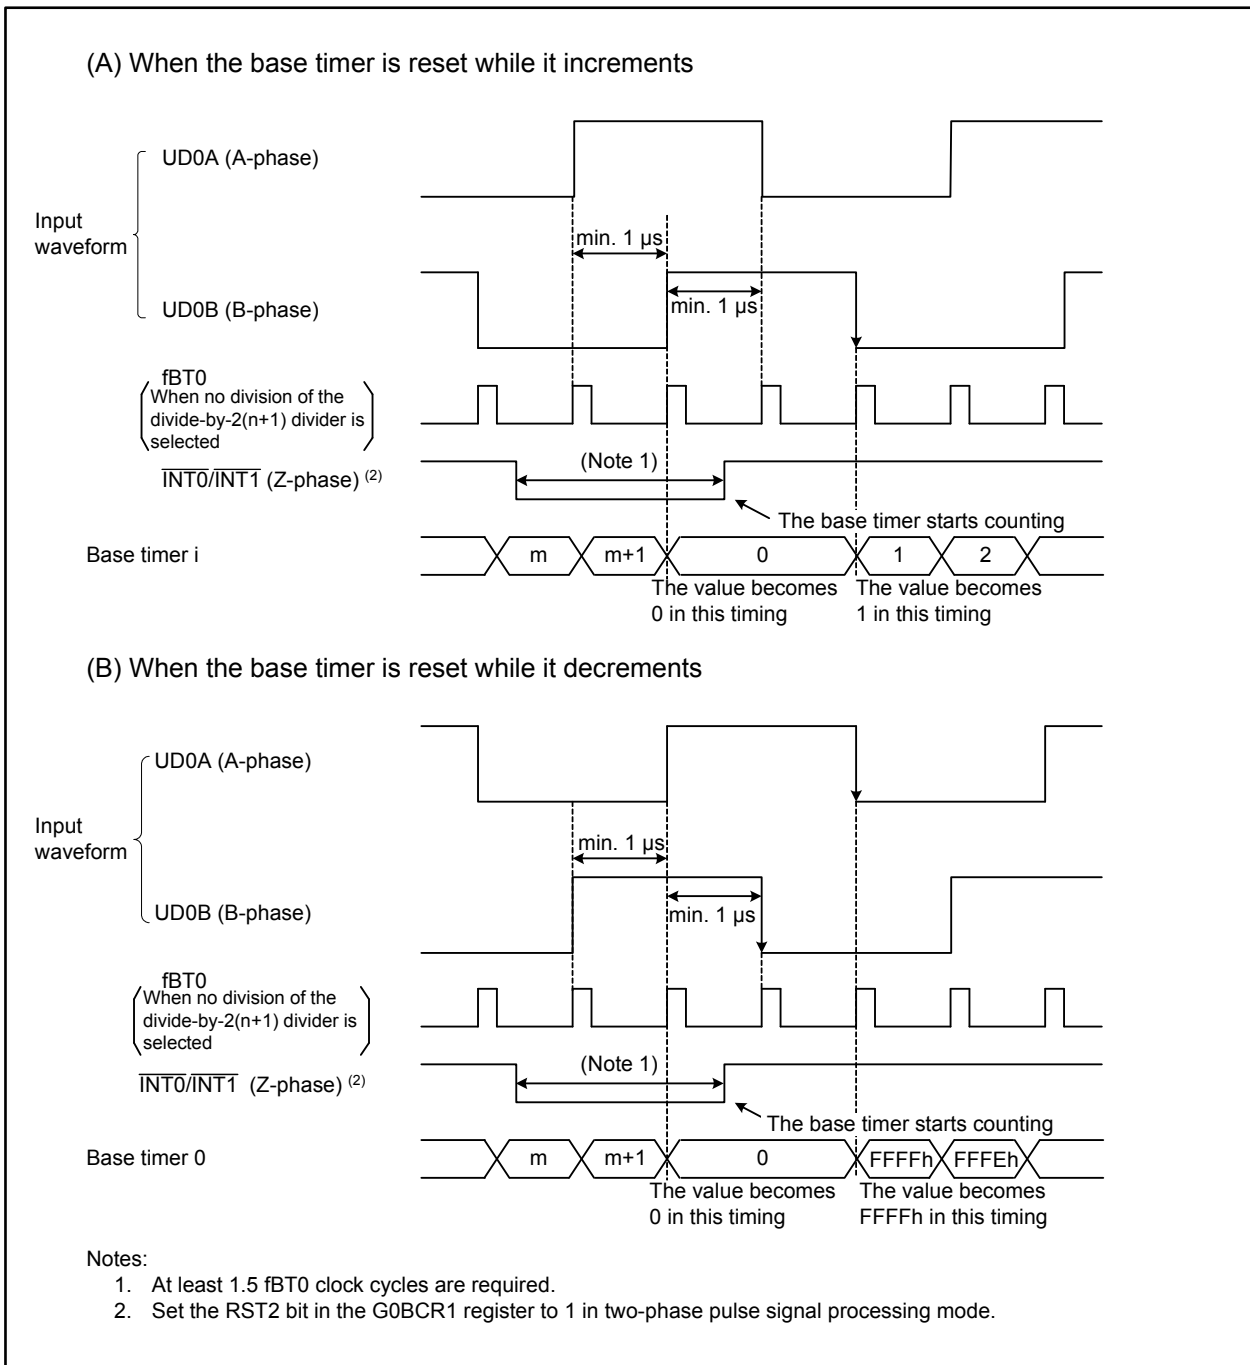 (A) When the base timer is reset while it increments
UD0A (A-phase)
Input
waveform
min. 1 µs
min. 1 µs
UD0B (B-phase)
fBT0
When no division of the
divide-by-2(n+1) divider is
selected
(Note 1)
INT0/INT1 (Z-phase) (2)
The base timer starts counting
Base timer i
m
m+1
0
1
2
The value becomes
0 in this timing
The value becomes
1 in this timing
(B) When the base timer is reset while it decrements
UD0A (A-phase)
Input
waveform
min. 1 µs
min. 1 µs
UD0B (B-phase)
fBT0
When no division of the
divide-by-2(n+1) divider is
selected
(Note 1)
INT0/INT1 (Z-phase) (2)
The base timer starts counting
Base timer 0
m
m+1
0
FFFFh
FFFEh
The value becomes
0 in this timing
The value becomes
FFFFh in this timing
Notes:
1. At least 1.5 fBT0 clock cycles are required.
2. Set the RST2 bit in the G0BCR1 register to 1 in two-phase pulse signal processing mode.